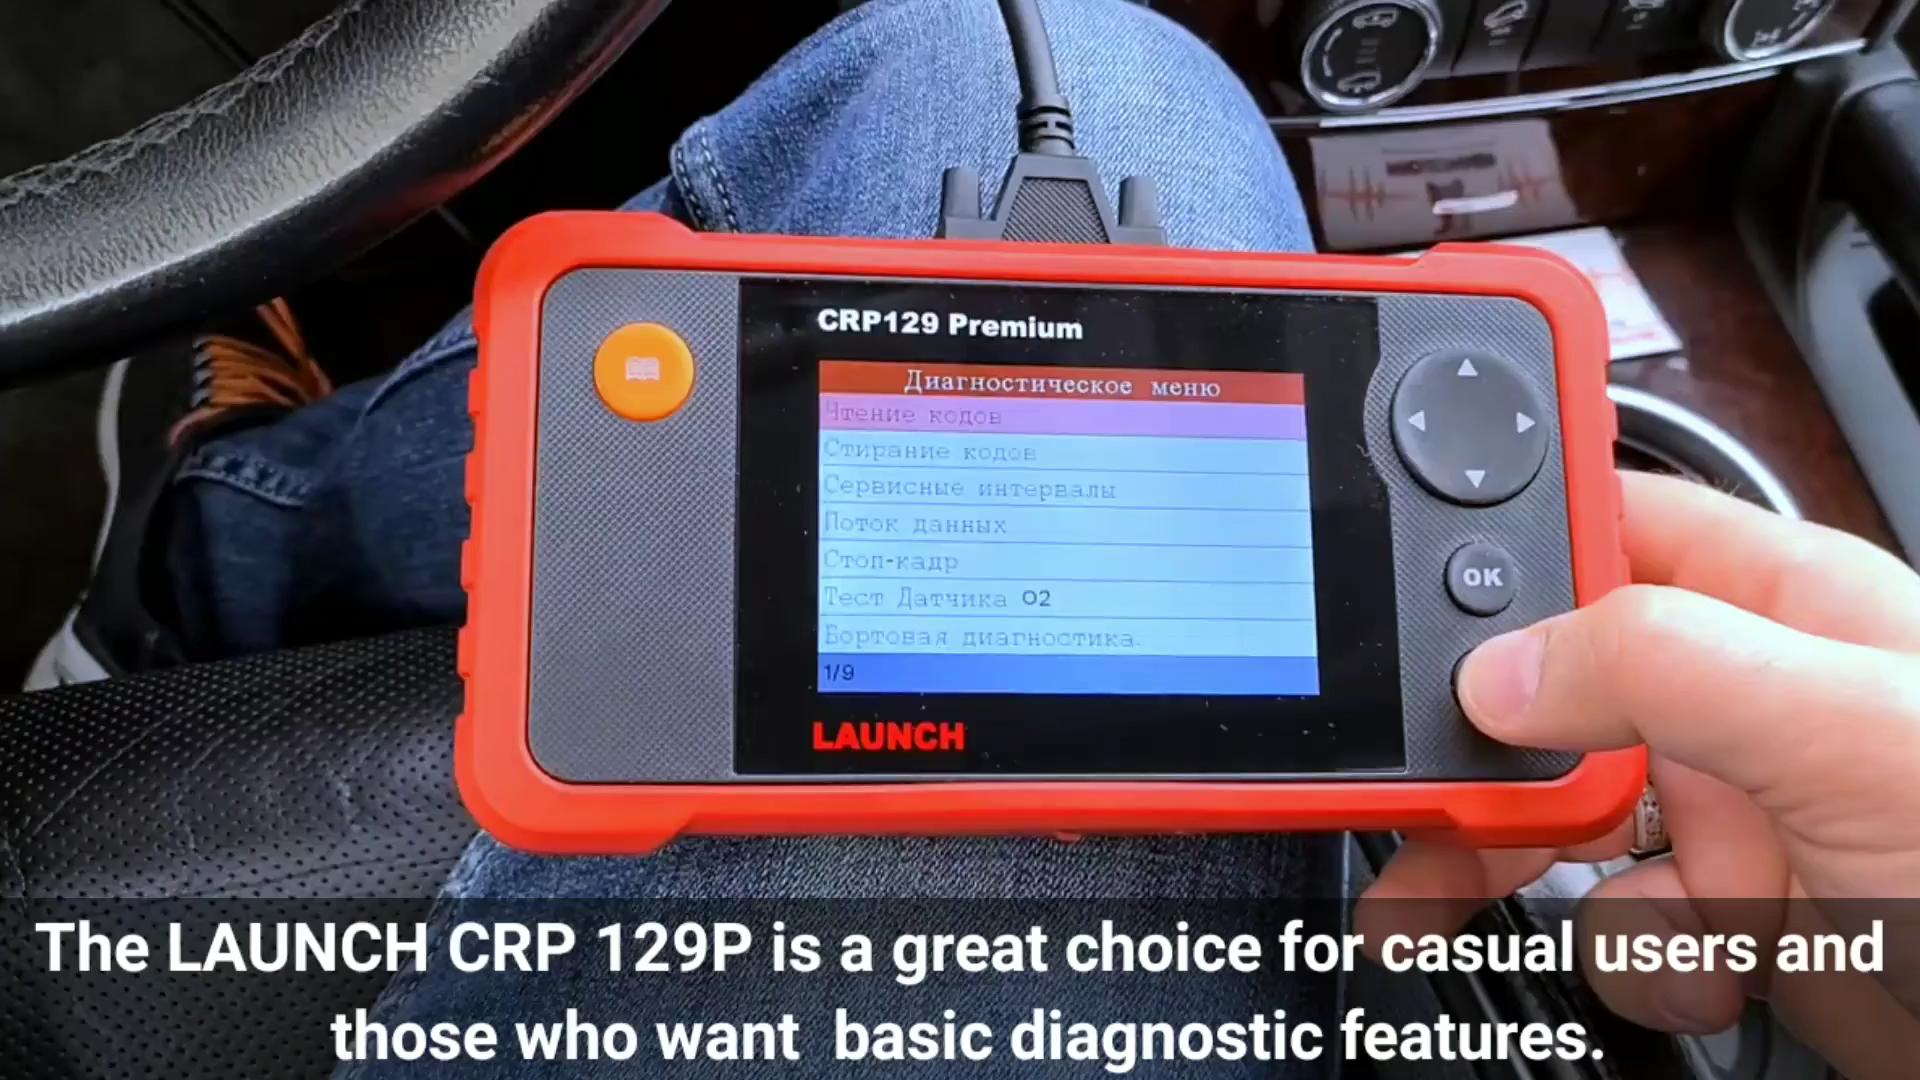 CRP129 Premium
Диагностическое меню
Чтение кодов
Стирание кодов
Сервисные интервалы
Поток данных
Стоп-кадр
Тест Датчика O2
Бортовая диагностика.
1/9
LAUNCH
OK
The LAUNCH CRP 129P is a great choice for casual users and
those who want basic diagnostic features.